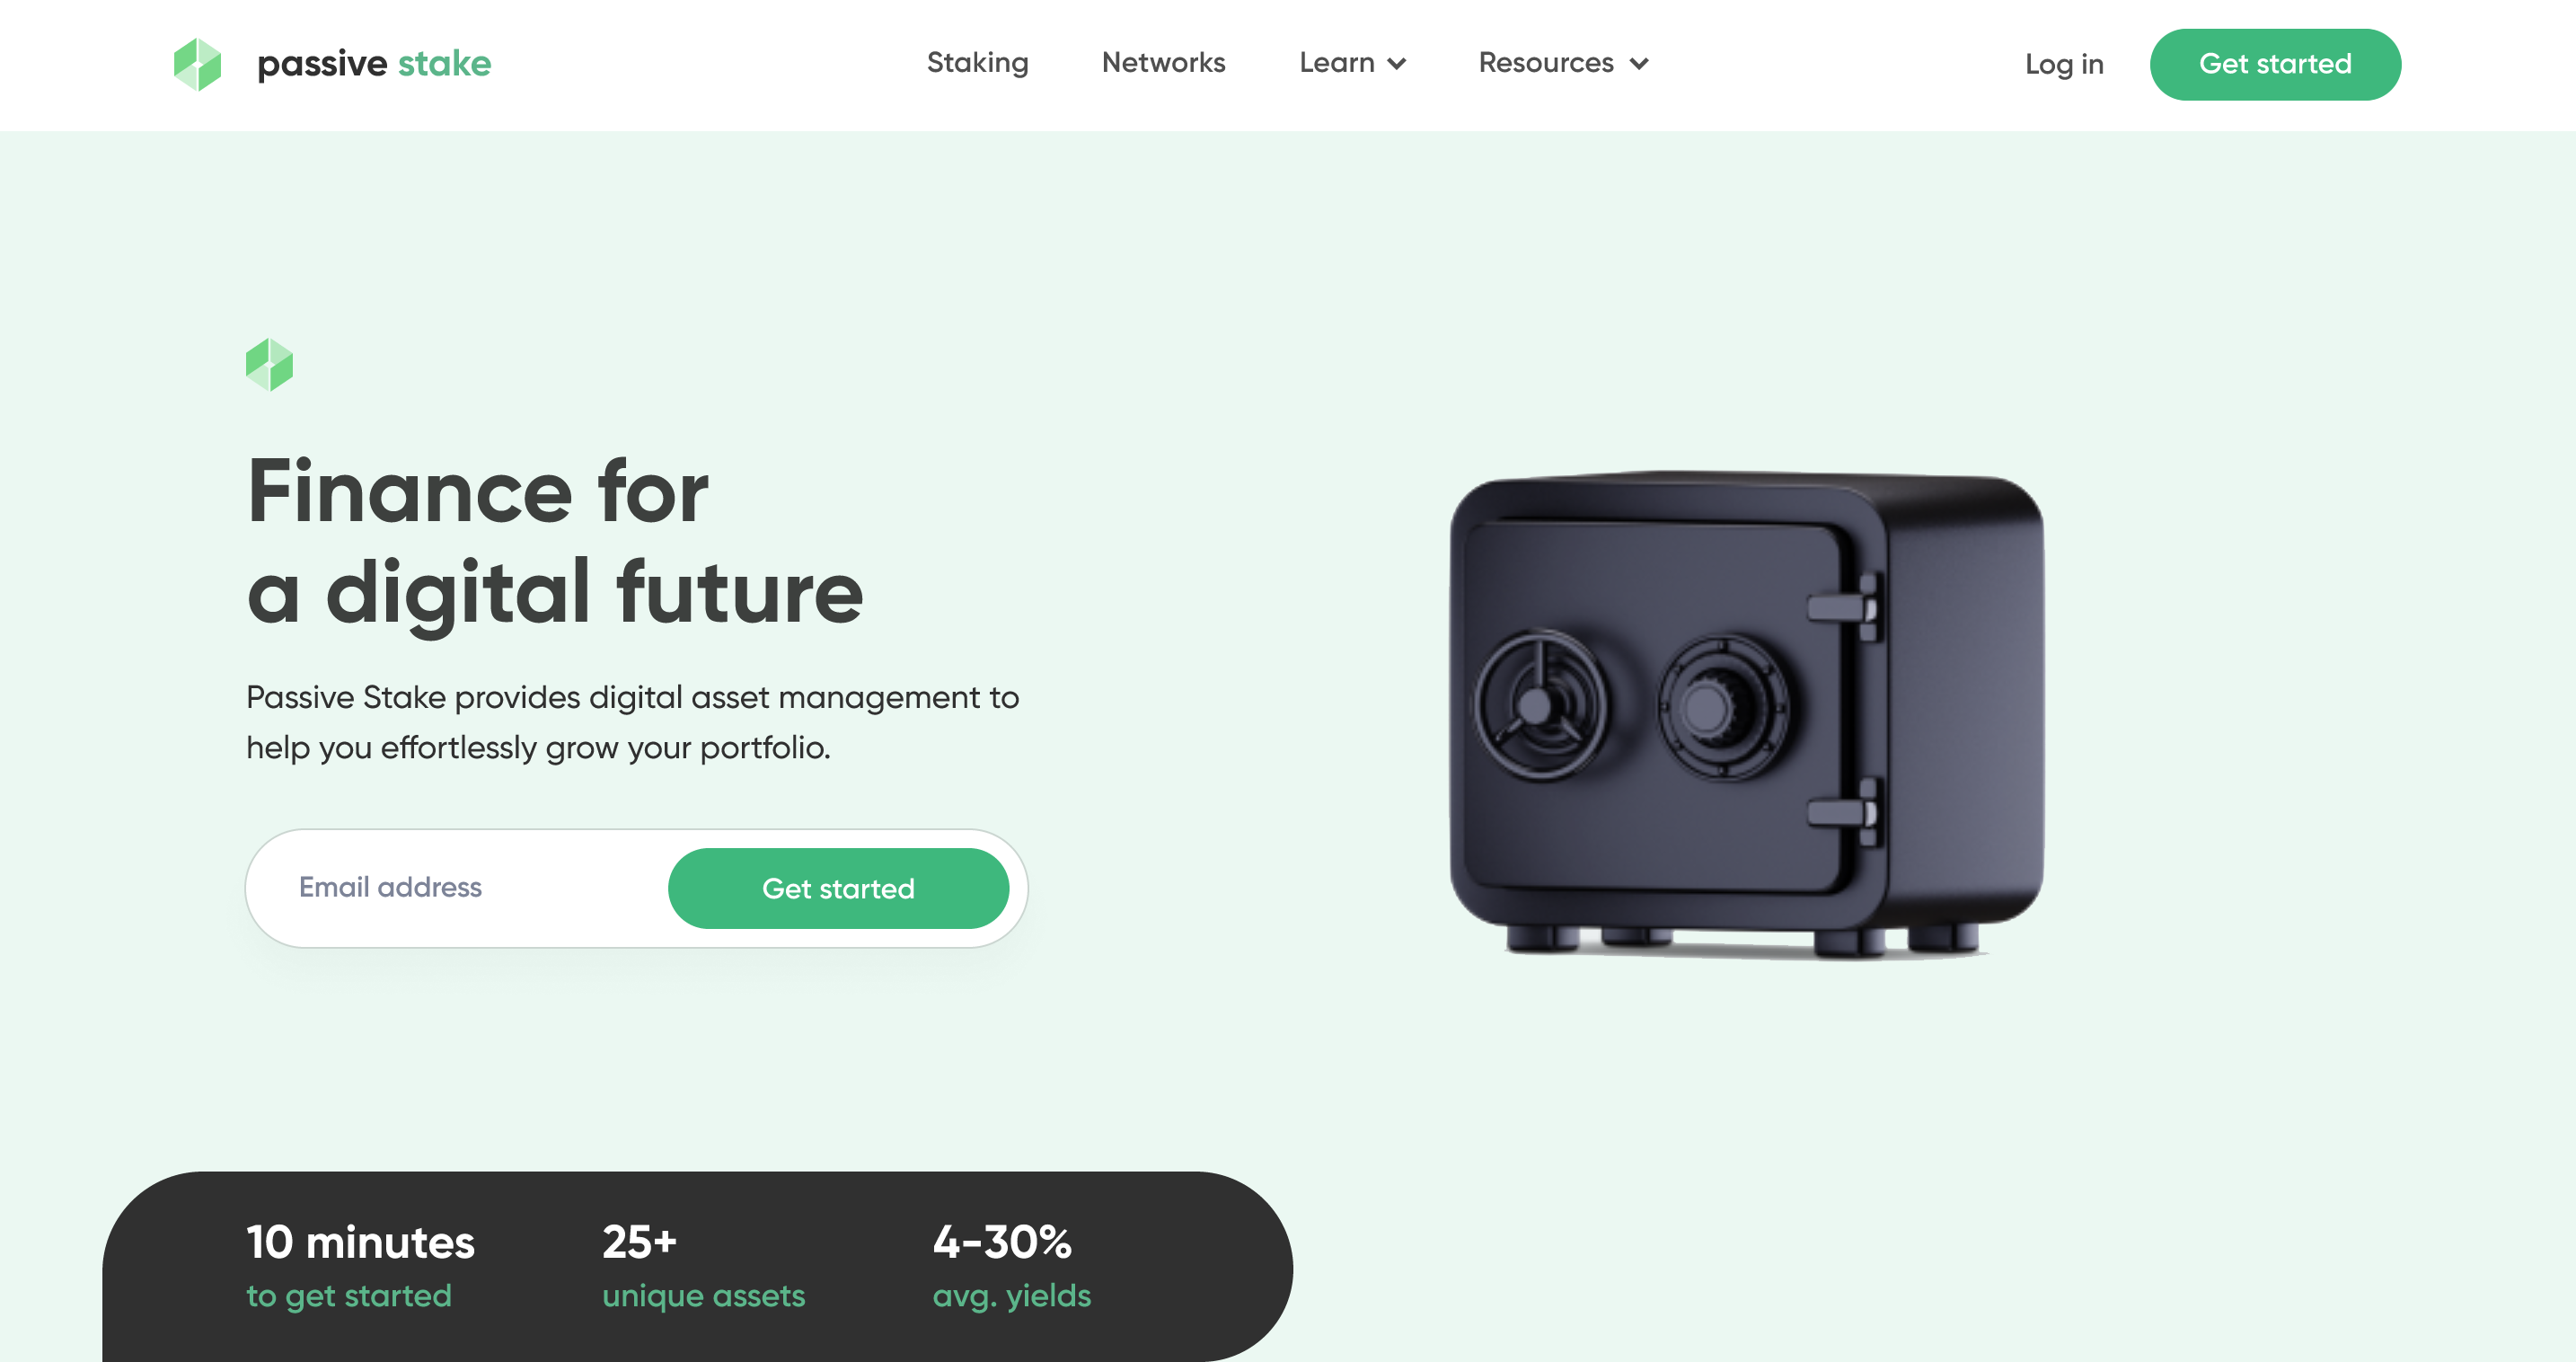 passive stake
Staking
Networks
Learn
Resources
Log in
Get started
Finance for
a digital future
Passive Stake provides digital asset management to
help you effortlessly grow your portfolio.
Email address
Get started
10 minutes
to get started
25+
unique assets
4-30%
avg. yields